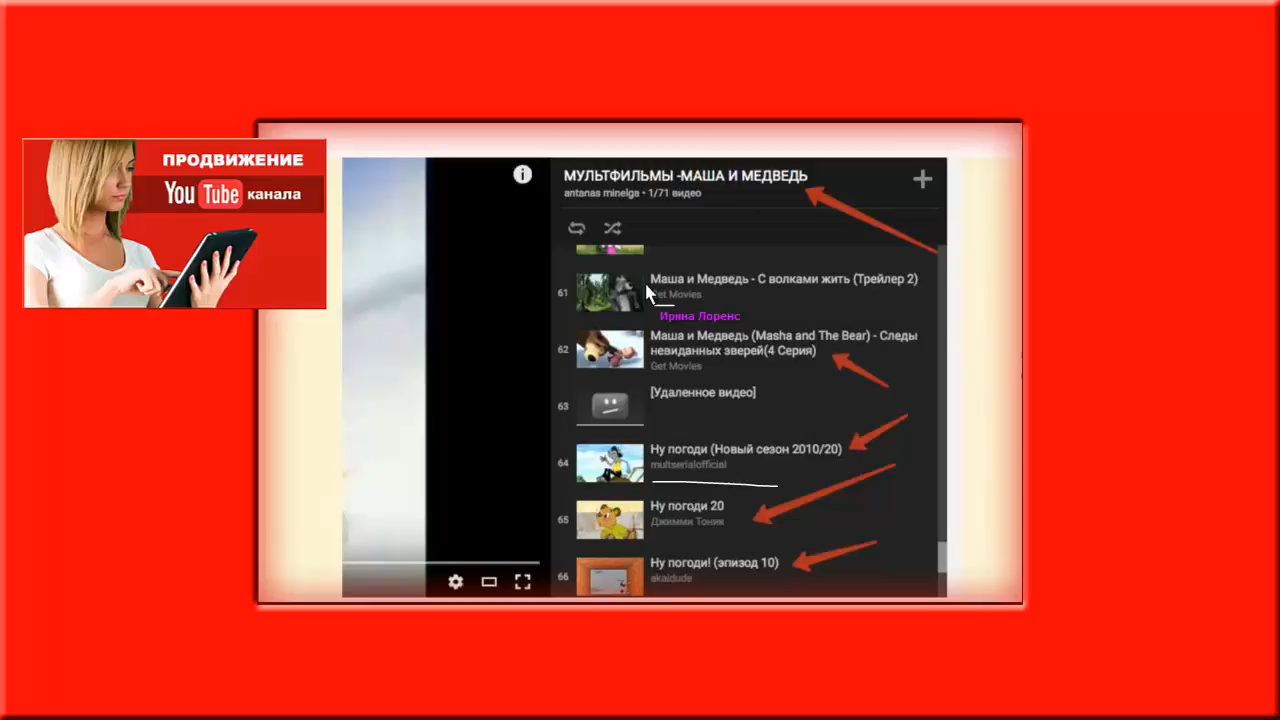 ПРОДВИЖЕНИЕ
You Tube канала
МУЛЬТФИЛЬМЫ -МАША И МЕДВЕДЬ
antanas minelga • 1/71 видео
61
Маша и Медведь - С волками жить (Трейлер 2)
Get Movies
Иряна Лоренс
62
Маша и Медведь (Masha and The Bear) - Следы
невиданных зверей(4 Серия)
Get Movies
63
[Удаленное видео]
64
Ну погоди (Новый сезон 2010/20)
multserialofficial
65
Ну погоди 20
Джимми Тоник
66
Ну погоди! (эпизод 10)
akaidude